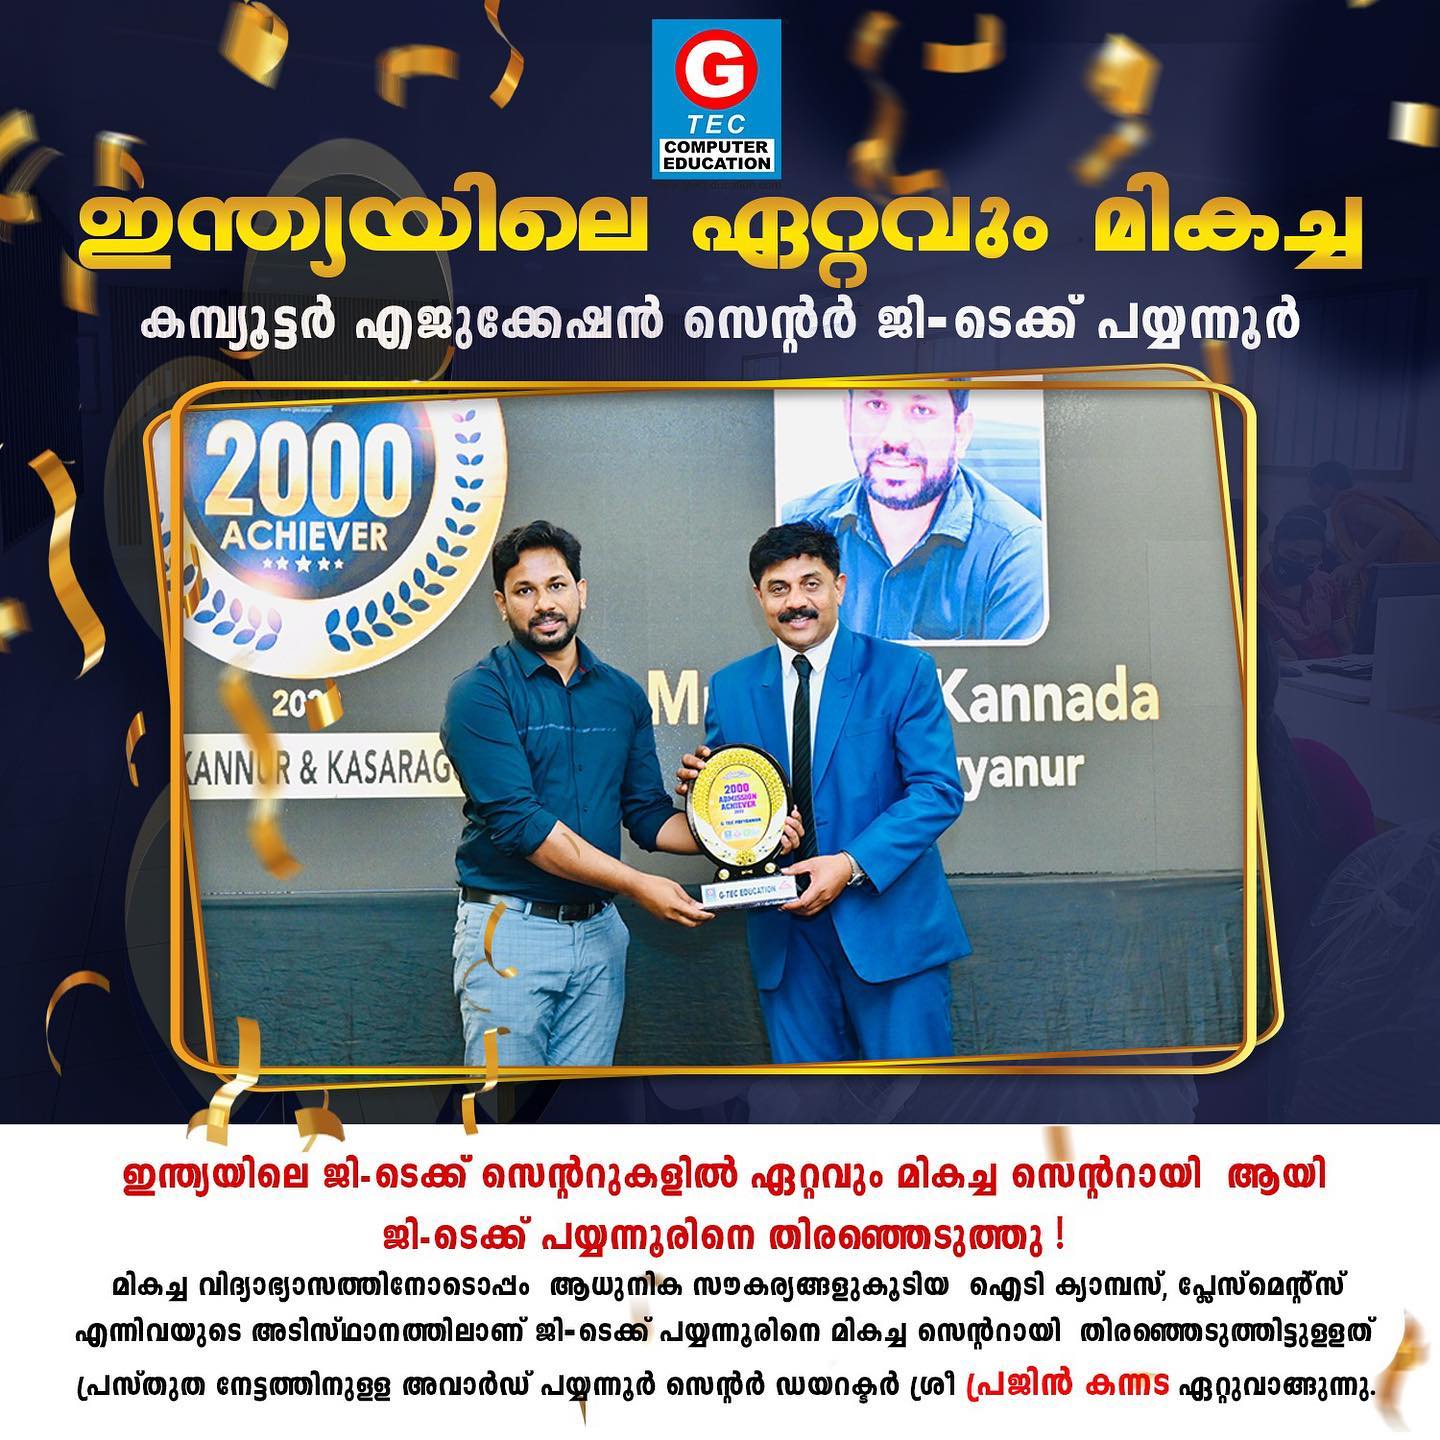 G
TEC
COMPUTER
EDUCATION
ഇന്ത്യയിലെ ഏറ്റവും മികച്ച
കമ്പ്യൂട്ടർ എജുക്കേഷൻ സെന്റർ ജി-ടെക്ക് പയ്യന്നൂർ
2000
ACHIEVER
KANNUR & KASARAG
Kannada
yyanur
2000
ADMISSION
ACHIEVER
G-TEC PAYYANNUR
G-TEC EDUCATION
ഇന്ത്യയിലെ ജി-ടെക്ക് സെന്ററുകളിൽ ഏറ്റവും മികച്ച സെന്ററായി ആയി
ജി-ടെക്ക് പയ്യന്നൂരിനെ തിരഞ്ഞെടുത്തു !
മികച്ച വിദ്യാഭ്യാസത്തിനോടൊപ്പം ആധുനിക സൗകര്യങ്ങളുകൂടിയ ഐടി ക്യാമ്പസ്, പ്ലേസ്മെന്റ്സ്
എന്നിവയുടെ അടിസ്ഥാനത്തിലാണ് ജി-ടെക്ക് പയ്യന്നൂരിനെ മികച്ച സെന്ററായി തിരഞ്ഞെടുത്തിട്ടുള്ളത്
പ്രസ്തുത നേട്ടത്തിനുള്ള അവാർഡ് പയ്യന്നൂർ സെന്റർ ഡയറക്ടർ ശ്രീ പ്രജിൻ കന്നട ഏറ്റുവാങ്ങുന്നു.